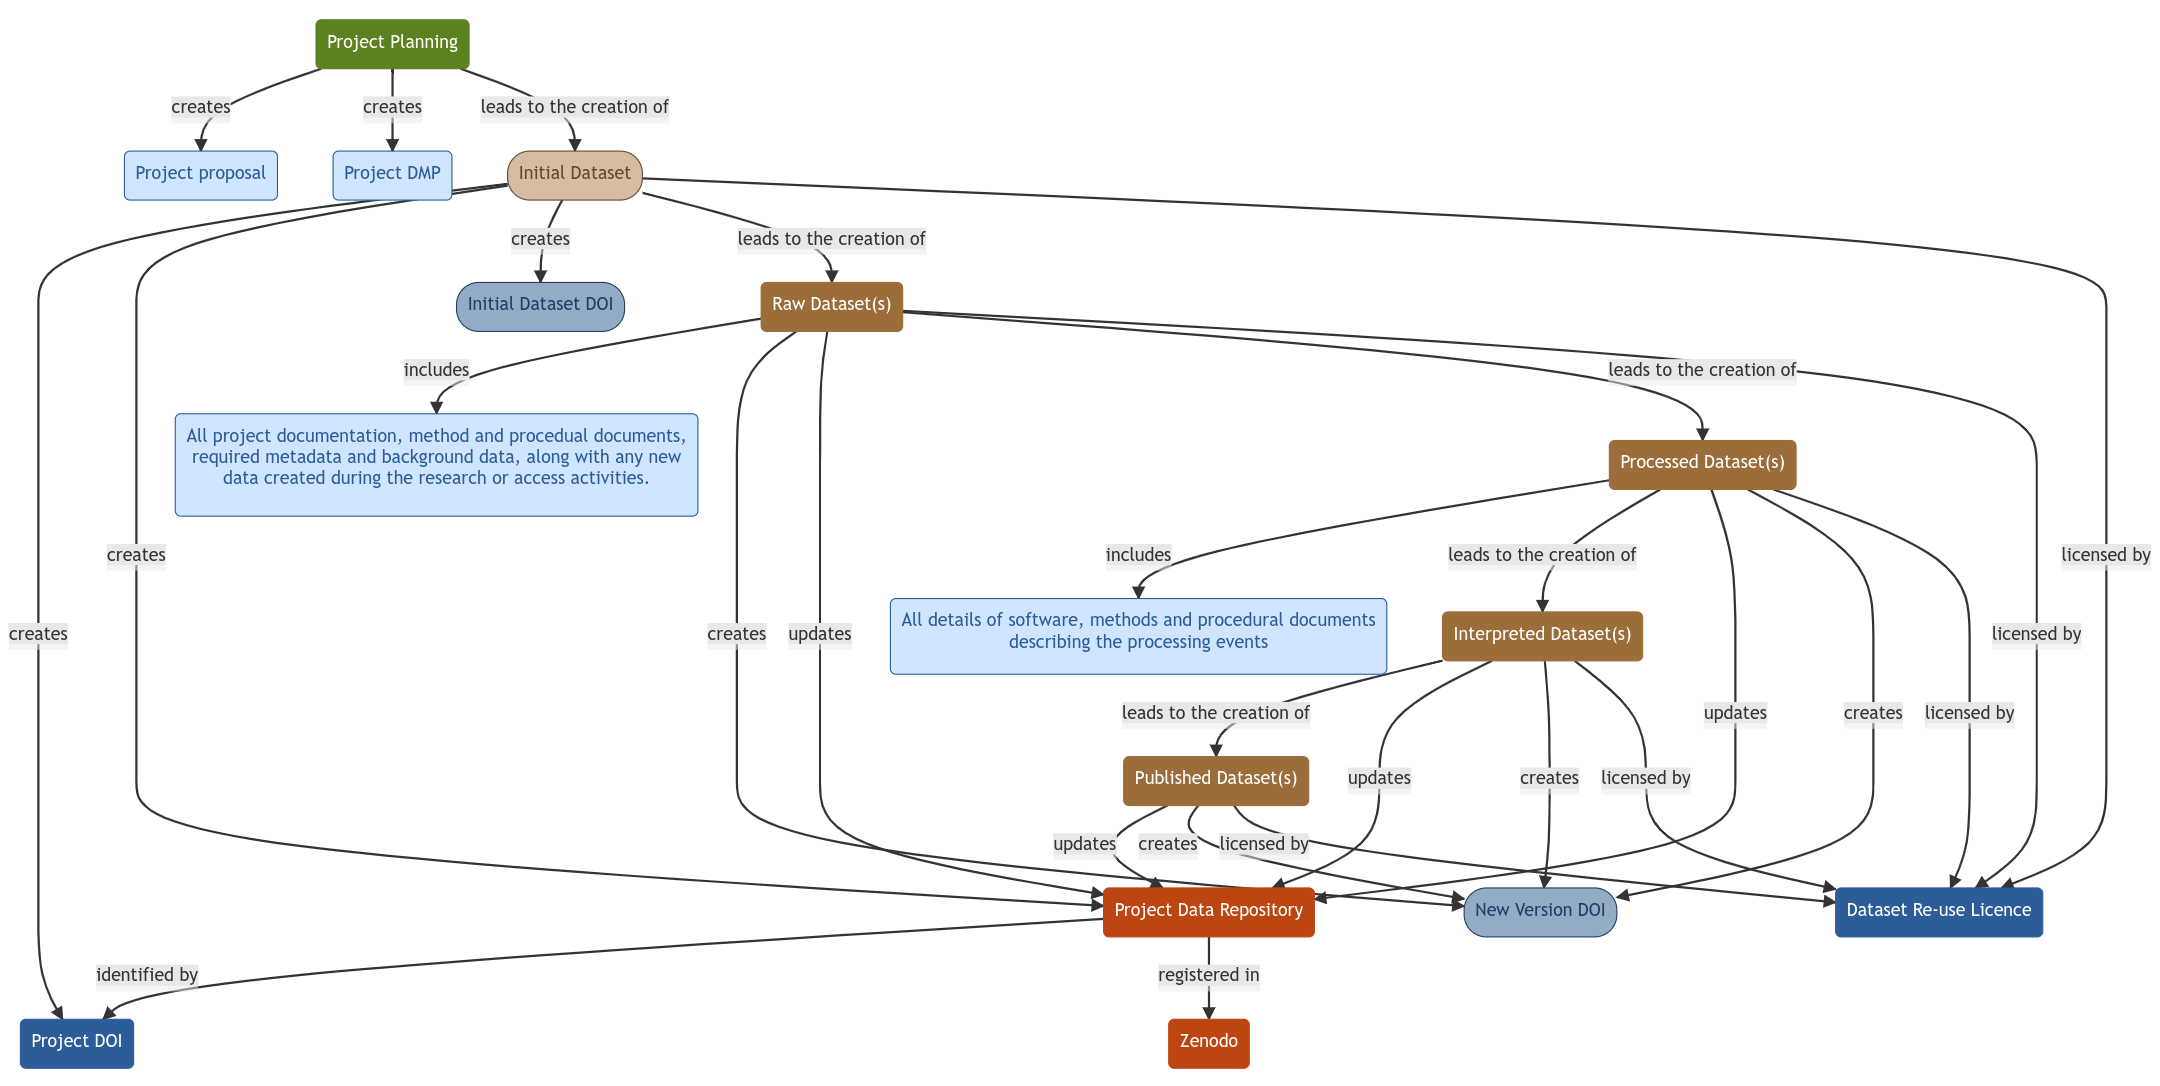 Project Planning
creates
creates
leads to the creation of
Project proposal
Project DMP
Initial Dataset
creates
leads to the creation of
Initial Dataset DOI
Raw Dataset(s)
includes
leads to the creation of
All project documentation, method and procedual documents,
required metadata and background data, along with any new
data created during the research or access activities.
Processed Dataset(s)
creates
includes
leads to the creation of
licensed by
All details of software, methods and procedural documents
describing the processing events
Interpreted Dataset(s)
creates
creates
updates
licensed by
leads to the creation of
updates
creates
licensed by
Published Dataset(s)
updates
creates
licensed by
updates
creates
licensed by
Project Data Repository
New Version DOI
Dataset Re-use Licence
identified by
registered in
Project DOI
Zenodo